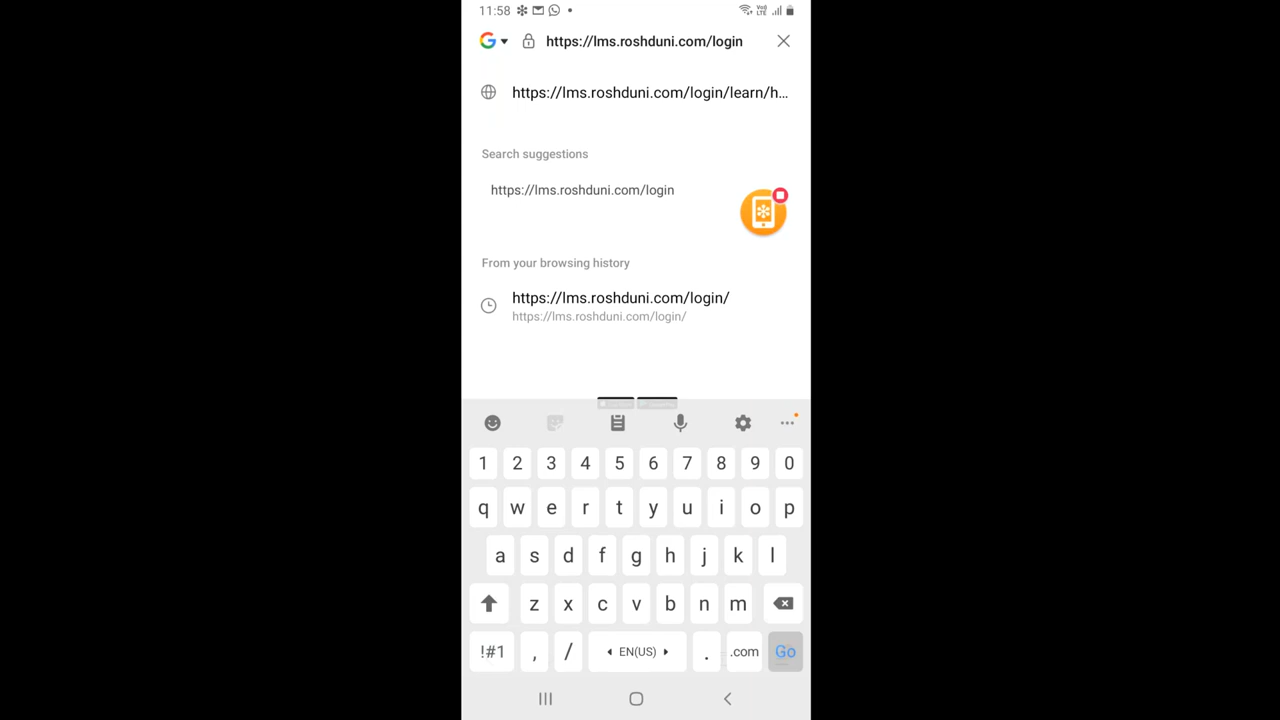 11:58
Vo)) LTE
https://lms.roshduni.com/login
https://lms.roshduni.com/login/learn/h...
Search suggestions
https://lms.roshduni.com/login
From your browsing history
https://lms.roshduni.com/login/
https://lms.roshduni.com/login/
1 2 3 4 5 6 7 8 9 0
q w e r t y u i o p
a s d f g h j k l
z x c v b n m
!#1 , / EN(US) . .com Go